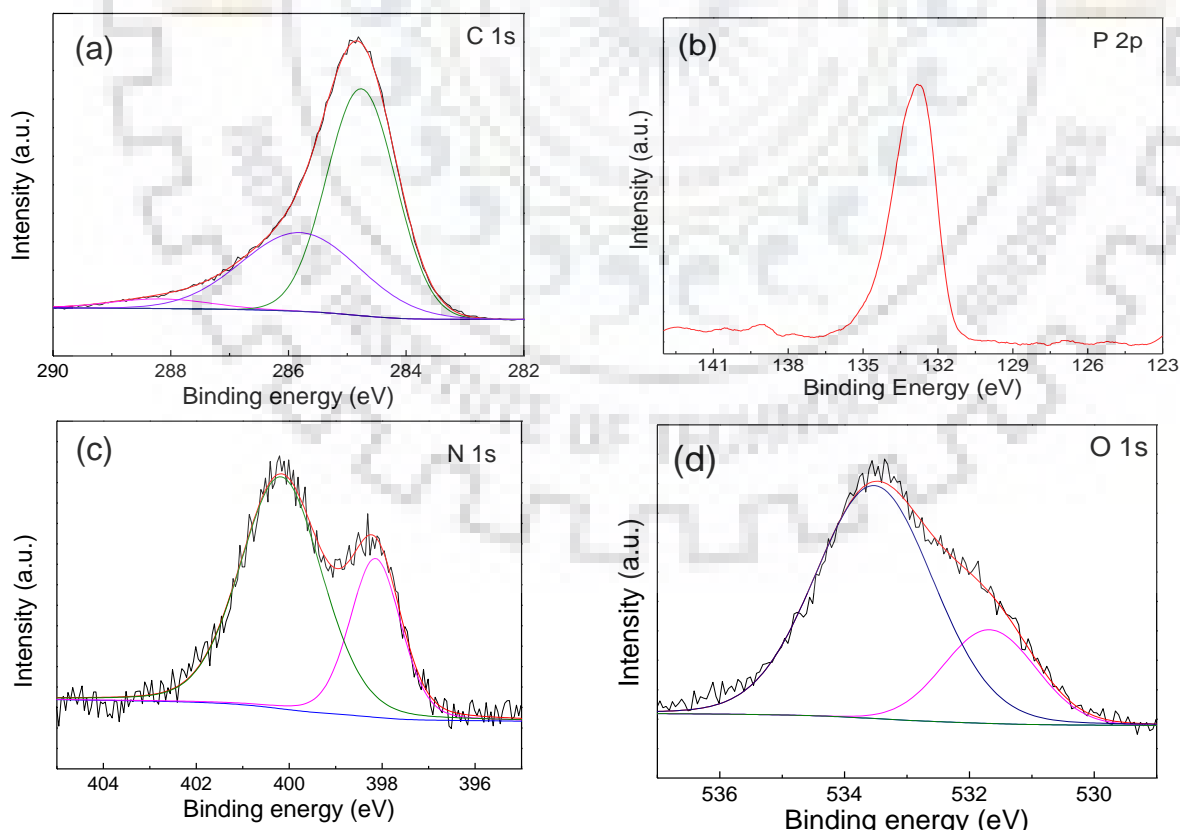 (a)
C 1s
Intensity (a.u.)
290 288 286 284 282
Binding energy (eV)
(b)
P 2p
Intensity (a.u.)
141 138 135 132 129 126 123
Binding Energy (eV)
(c)
N 1s
Intensity (a.u.)
404 402 400 398 396
Binding energy (eV)
(d)
O 1s
Intensity (a.u.)
536 534 532 530
Binding energy (eV)
OF